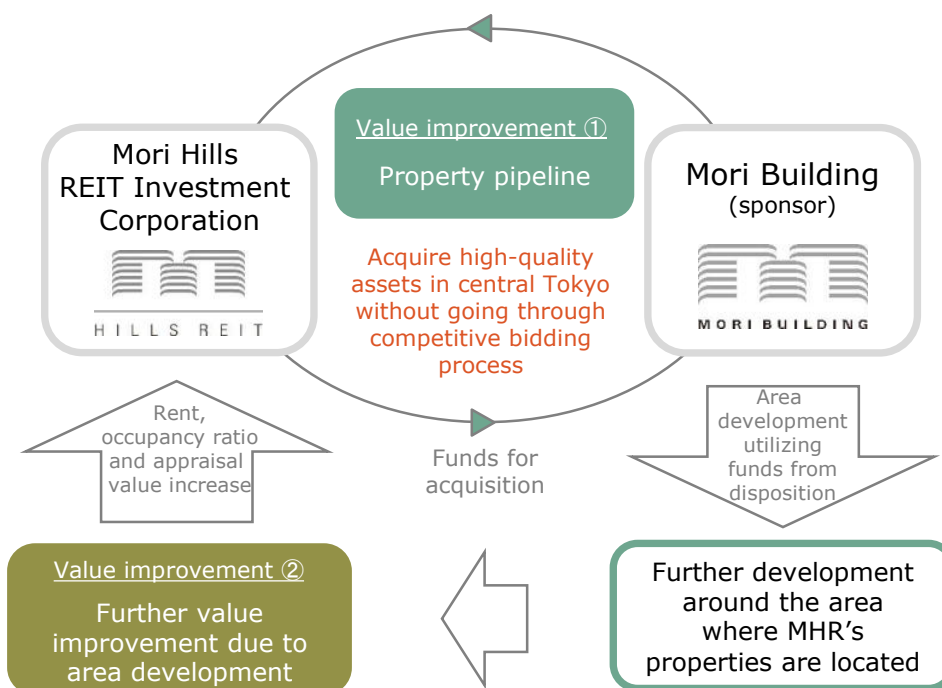 Value improvement ①
Property pipeline
Mori Hills
REIT Investment
Corporation
HILLS REIT
Mori Building
(sponsor)
MORI BUILDING
Acquire high-quality
assets in central Tokyo
without going through
competitive bidding
process
Rent,
occupancy ratio
and appraisal
value increase
Funds for
acquisition
Area
development
utilizing
funds from
disposition
Value improvement ②
Further value
improvement due to
area development
Further development
around the area
where MHR’s
properties are located